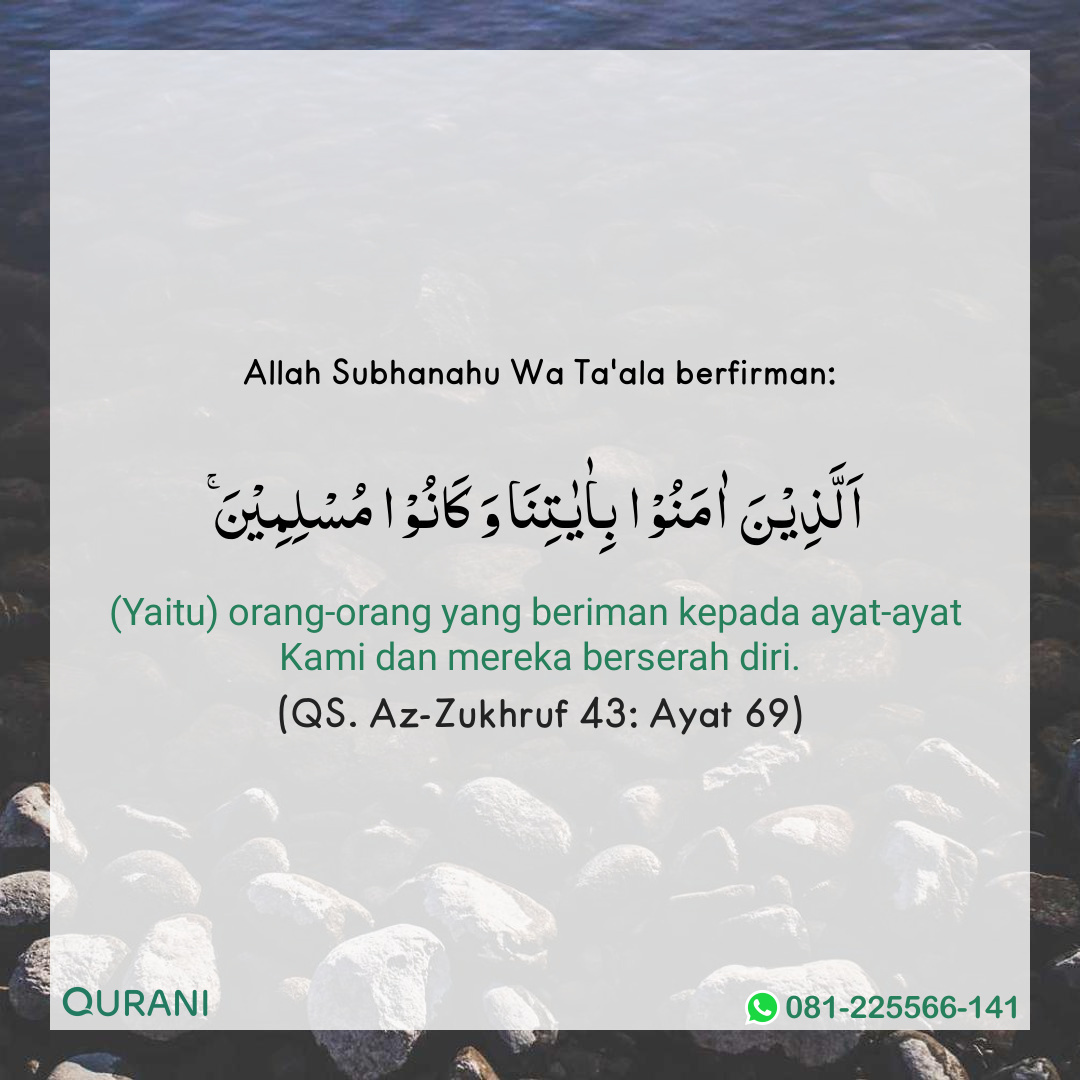 Allah Subhanahu Wa Ta'ala berfirman:
اَلَّذِيْنَ اٰمَنُوْا بِاٰيٰتِنَا وَ كَانُوْا مُسْلِمِيْنَ ۚ
(Yaitu) orang-orang yang beriman kepada ayat-ayat
Kami dan mereka berserah diri.
(QS. Az-Zukhruf 43: Ayat 69)
QURANI
081-225566-141